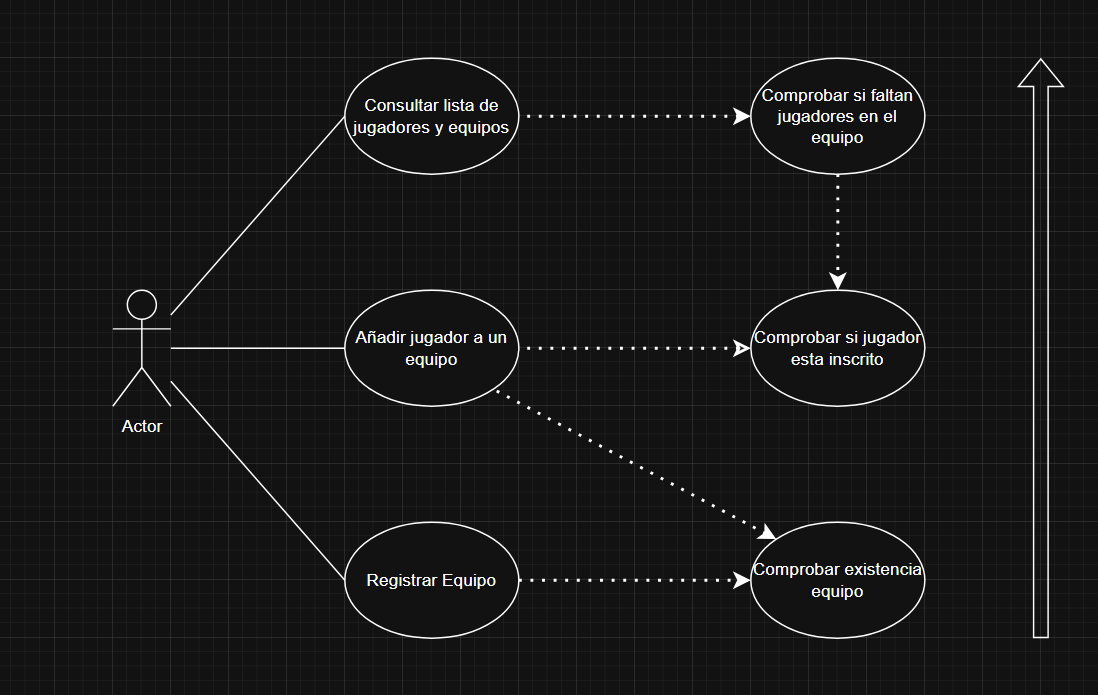 Consultar lista de
jugadores y equipos
Comprobar si faltan
jugadores en el
equipo
Añadir jugador a un
equipo
Comprobar si jugador
esta inscrito
Actor
Registrar Equipo
Comprobar existencia
equipo